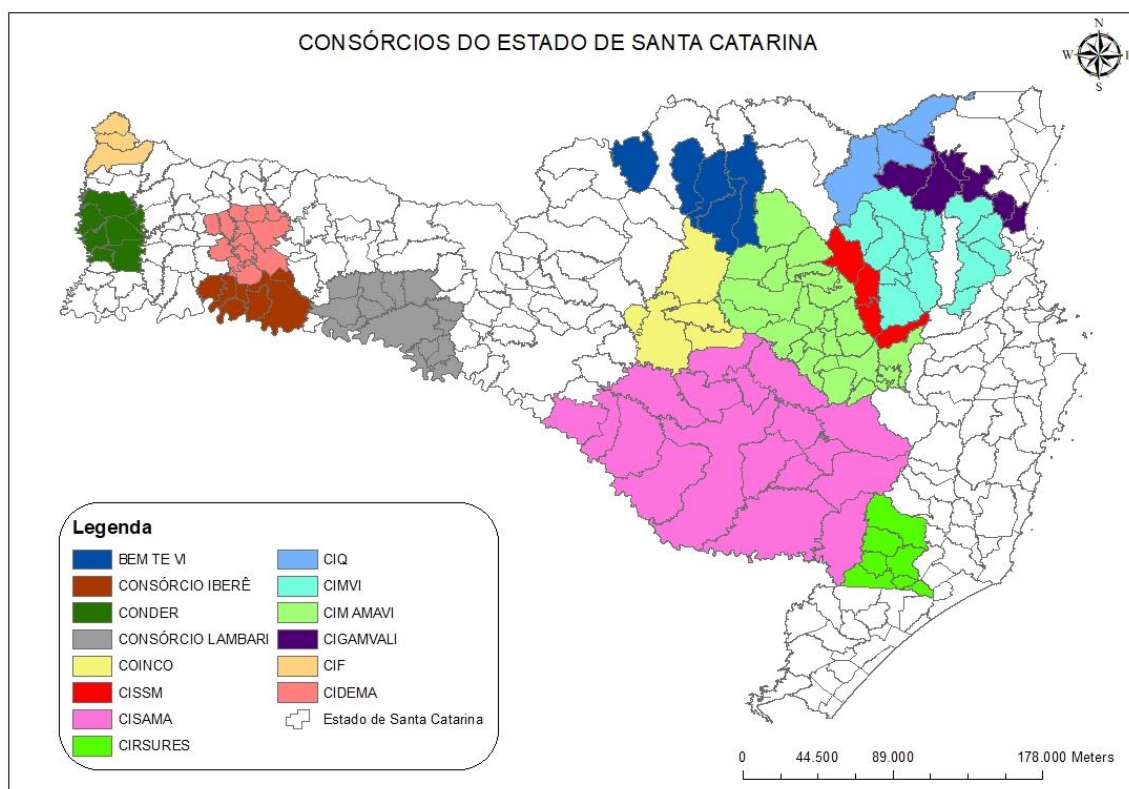 CONSÓRCIOS DO ESTADO DE SANTA CATARINA
N
W E
S
Legenda
BEM TE VI
CONSÓRCIO IBERÊ
CONDER
CONSÓRCIO LAMBARI
COINCO
CISSM
CISAMA
CIRSURES
CIQ
CIMVI
CIM AMAVI
CIGAMVALI
CIF
CIDEMA
Estado de Santa Catarina
0 44.500 89.000 178.000 Meters